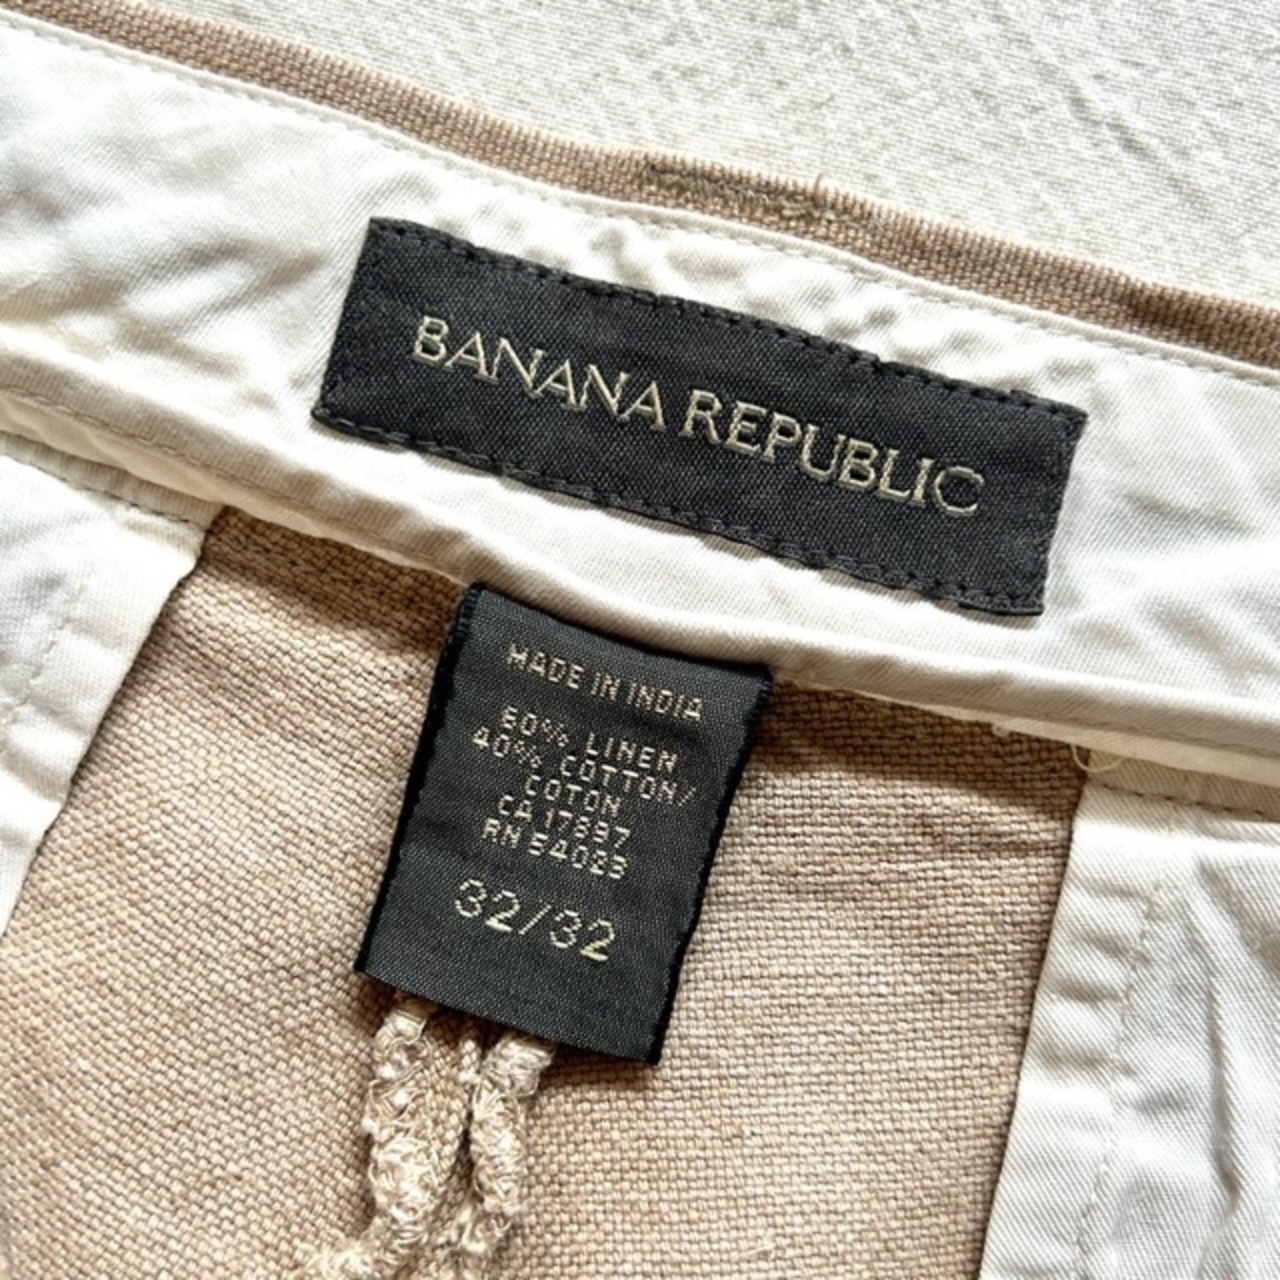 BANANA REPUBLIC
MADE IN INDIA
60% LINEN
40% COTTON/
COTON
CA 17897
RN 54023
32/32